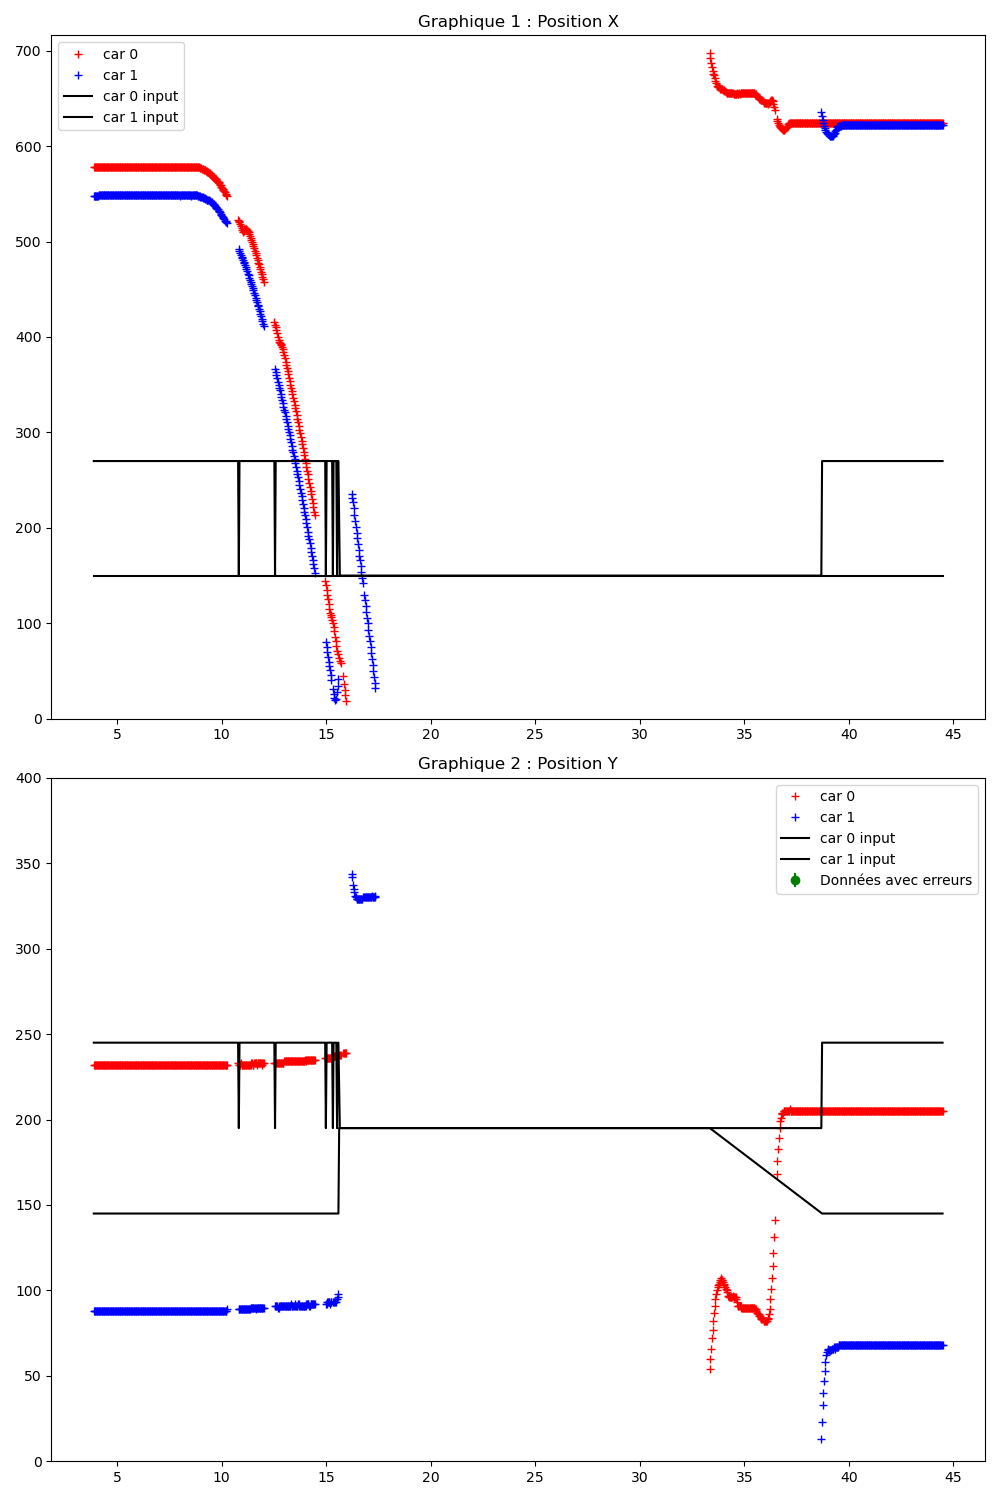 Graphique 1 : Position X
700
600
500
400
300
200
100
0
car 0
car 1
car 0 input
car 1 input
5 10 15 20 25 30 35 40 45
Graphique 2 : Position Y
400
350
300
250
200
150
100
50
0
car 0
car 1
car 0 input
car 1 input
Données avec erreurs
5 10 15 20 25 30 35 40 45